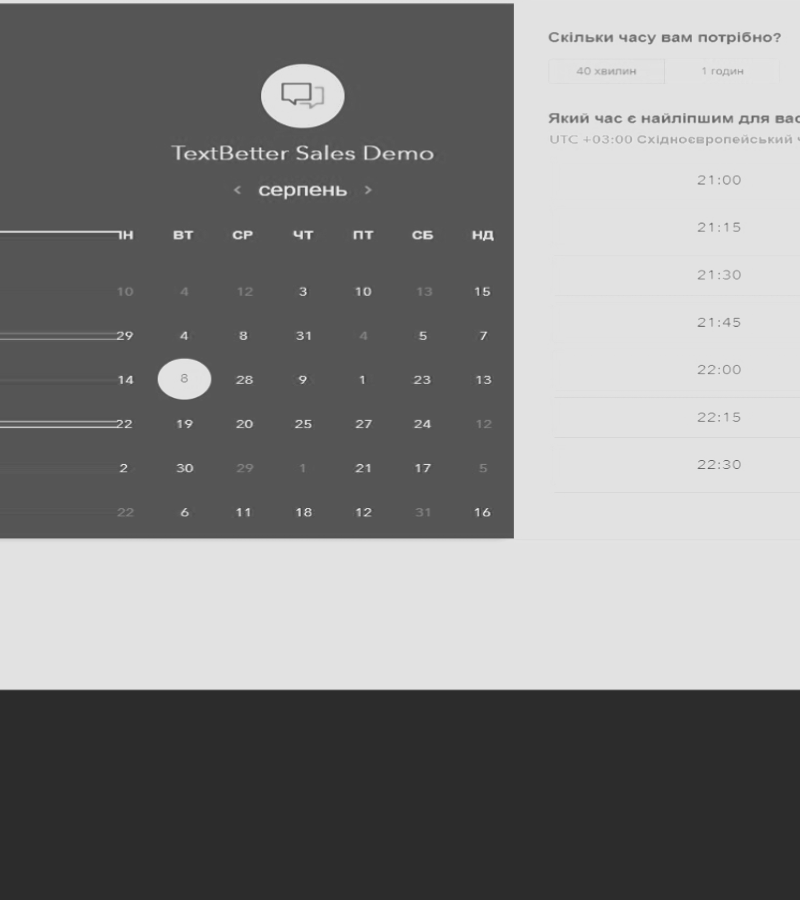 TextBetter Sales Demo
< серпень >
ПН ВТ СР ЧТ ПТ СБ НД
10 4 12 3 10 13 15
29 4 8 31 4 5 7
14 8 28 9 1 23 13
22 19 20 25 27 24 12
2 30 29 1 21 17 5
22 6 11 18 12 31 16
Скільки часу вам потрібно?
40 хвилин 1 годин
Який час є найліпшим для вас
UTC +03:00 Східноєвропейський
21:00
21:15
21:30
21:45
22:00
22:15
22:30